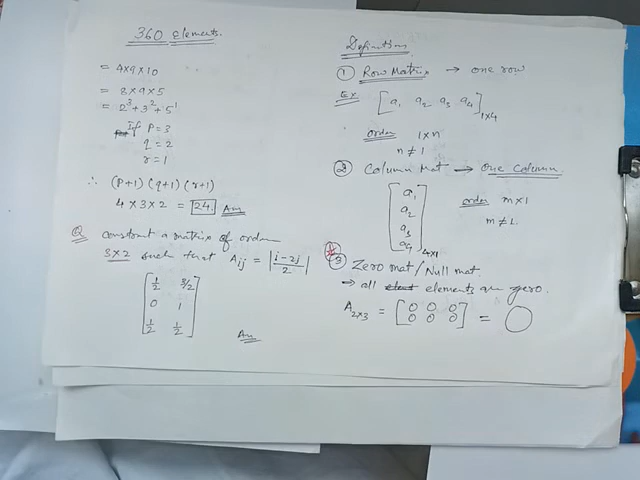 360 Elements.
= 4×9×10
= 8×9×5
= 2³+3²+5¹
If P=3
q=2
r=1
∴ (P+1) (q+1) (r+1)
4×3×2 = 24. Ans
Q construct a matrix of order
3×2 such that Aij = |i-2j/2|
[1/2 3/2
0 1
1/2 1/2]
Ans
Definition
① Row Matrix → one row
Ex [a₁ a₂ a₃ a₄]1×4
order 1×n
n≠1
② Column Mat → one Column
[a₁
a₂
a₃
a₄]4×1
order m×1
m≠1.
③ Zero mat/Null mat.
→ all elements are zero.
A2×3 = [0 0 0
0 0 0] = O